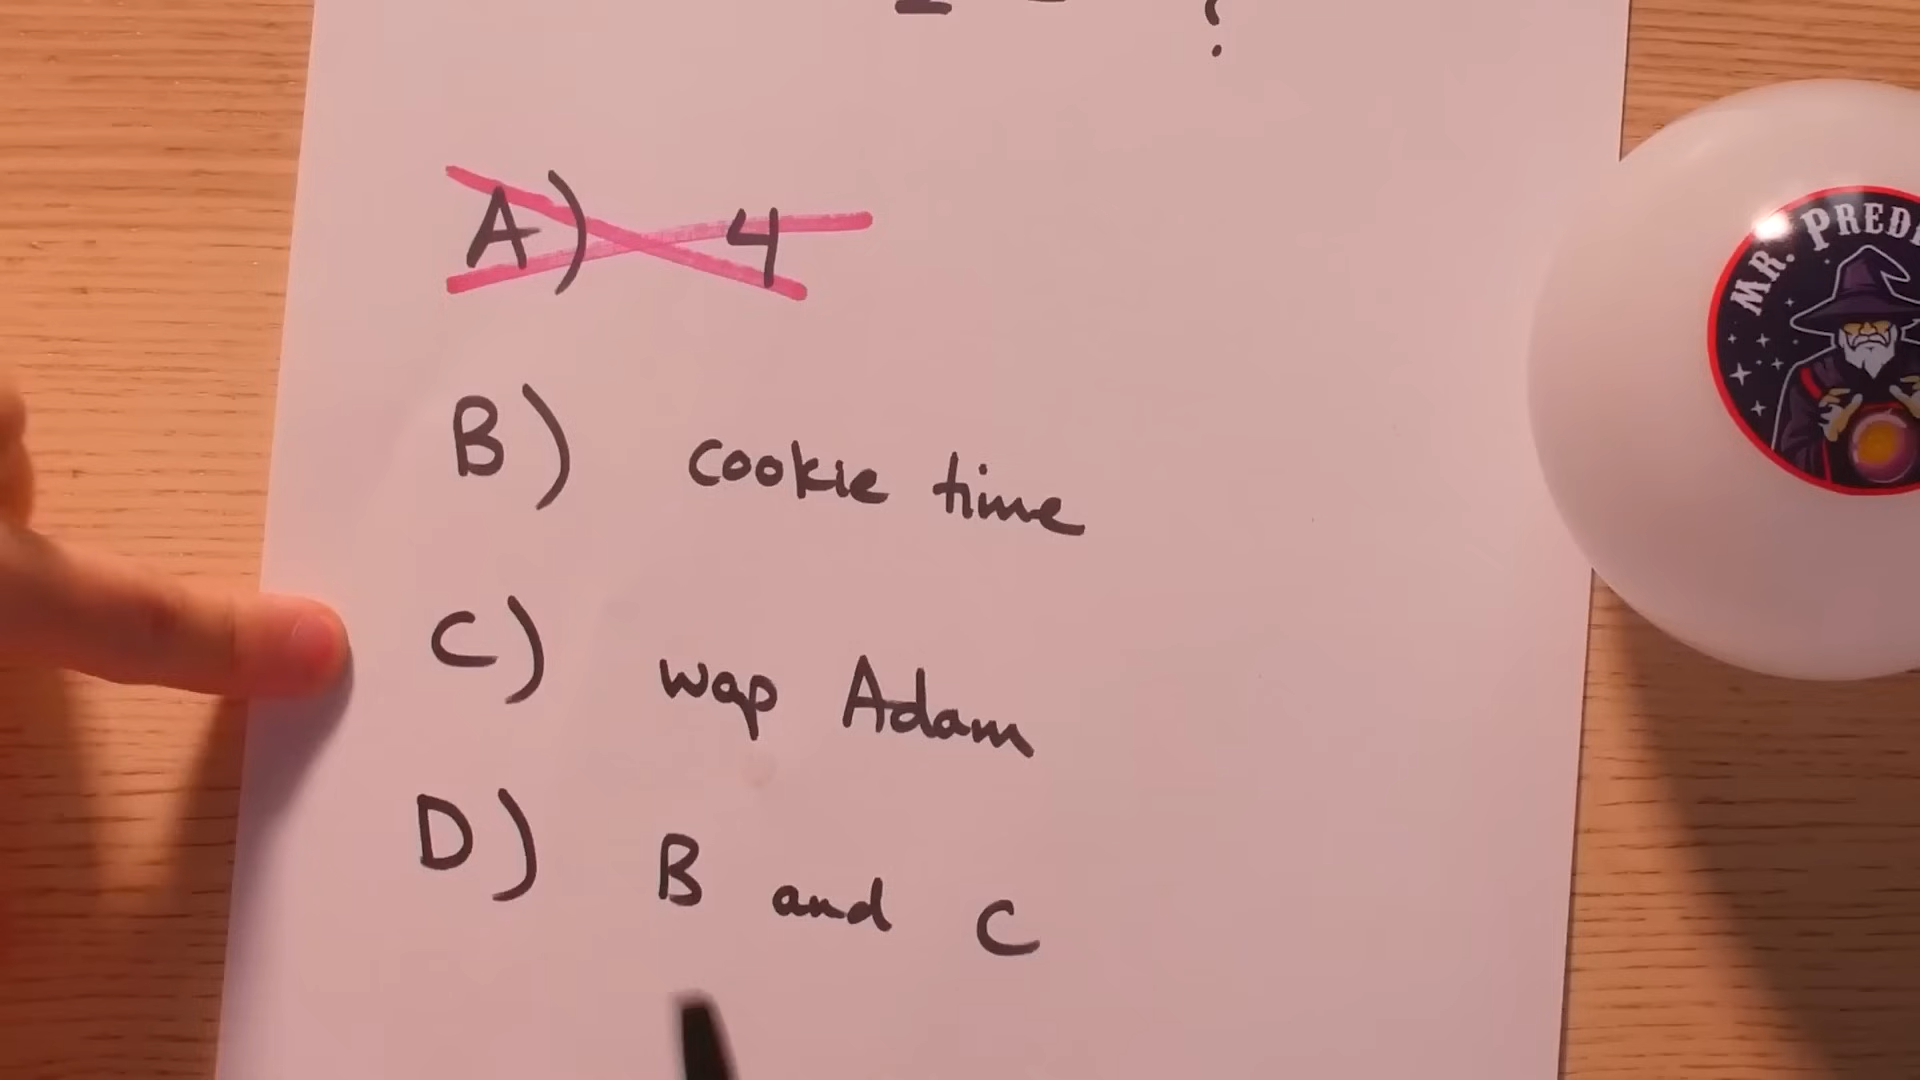 ?
A) 4
B) cookie time
C) wap Adam
D) B and C
MR. PRED